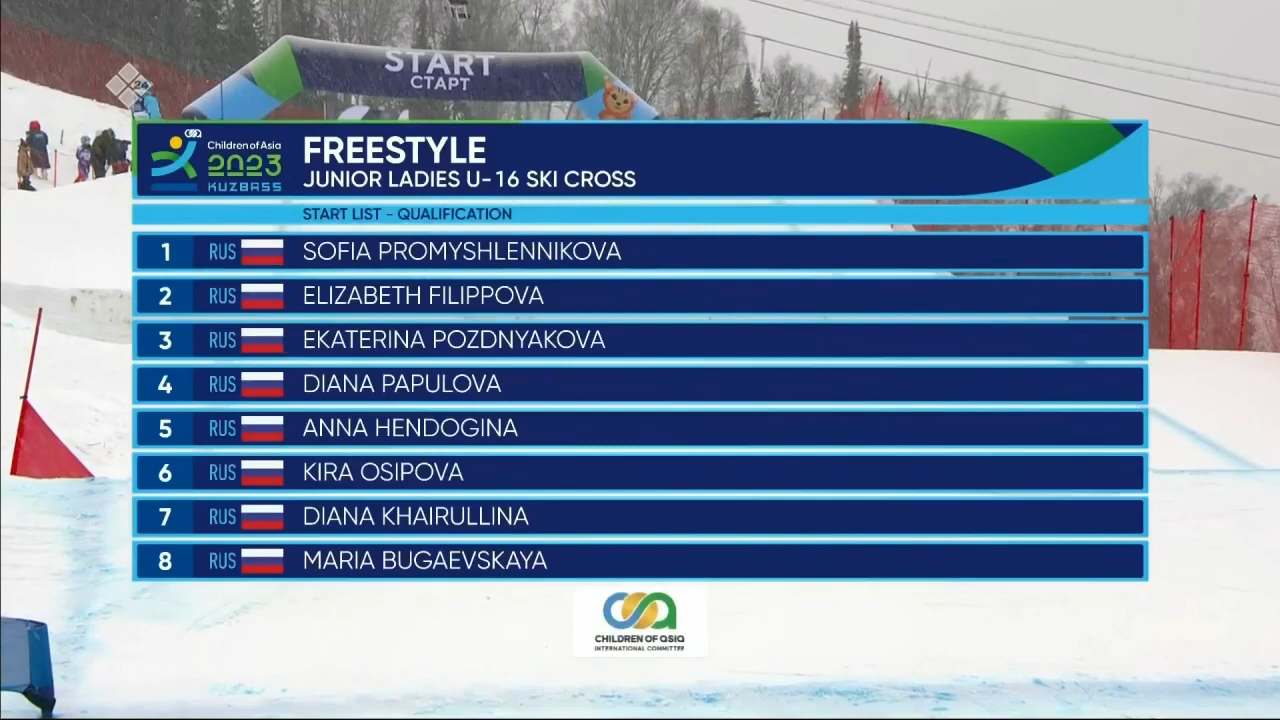 START
СТАРТ
24
Children of Asia
2023
KUZBASS
FREESTYLE
JUNIOR LADIES U-16 SKI CROSS
START LIST - QUALIFICATION
1 RUS SOFIA PROMYSHLENNIKOVA
2 RUS ELIZABETH FILIPPOVA
3 RUS EKATERINA POZDNYAKOVA
4 RUS DIANA PAPULOVA
5 RUS ANNA HENDOGINA
6 RUS KIRA OSIPOVA
7 RUS DIANA KHAIRULLINA
8 RUS MARIA BUGAEVSKAYA
CHILDREN OF ASIA
INTERNATIONAL COMMITTEE